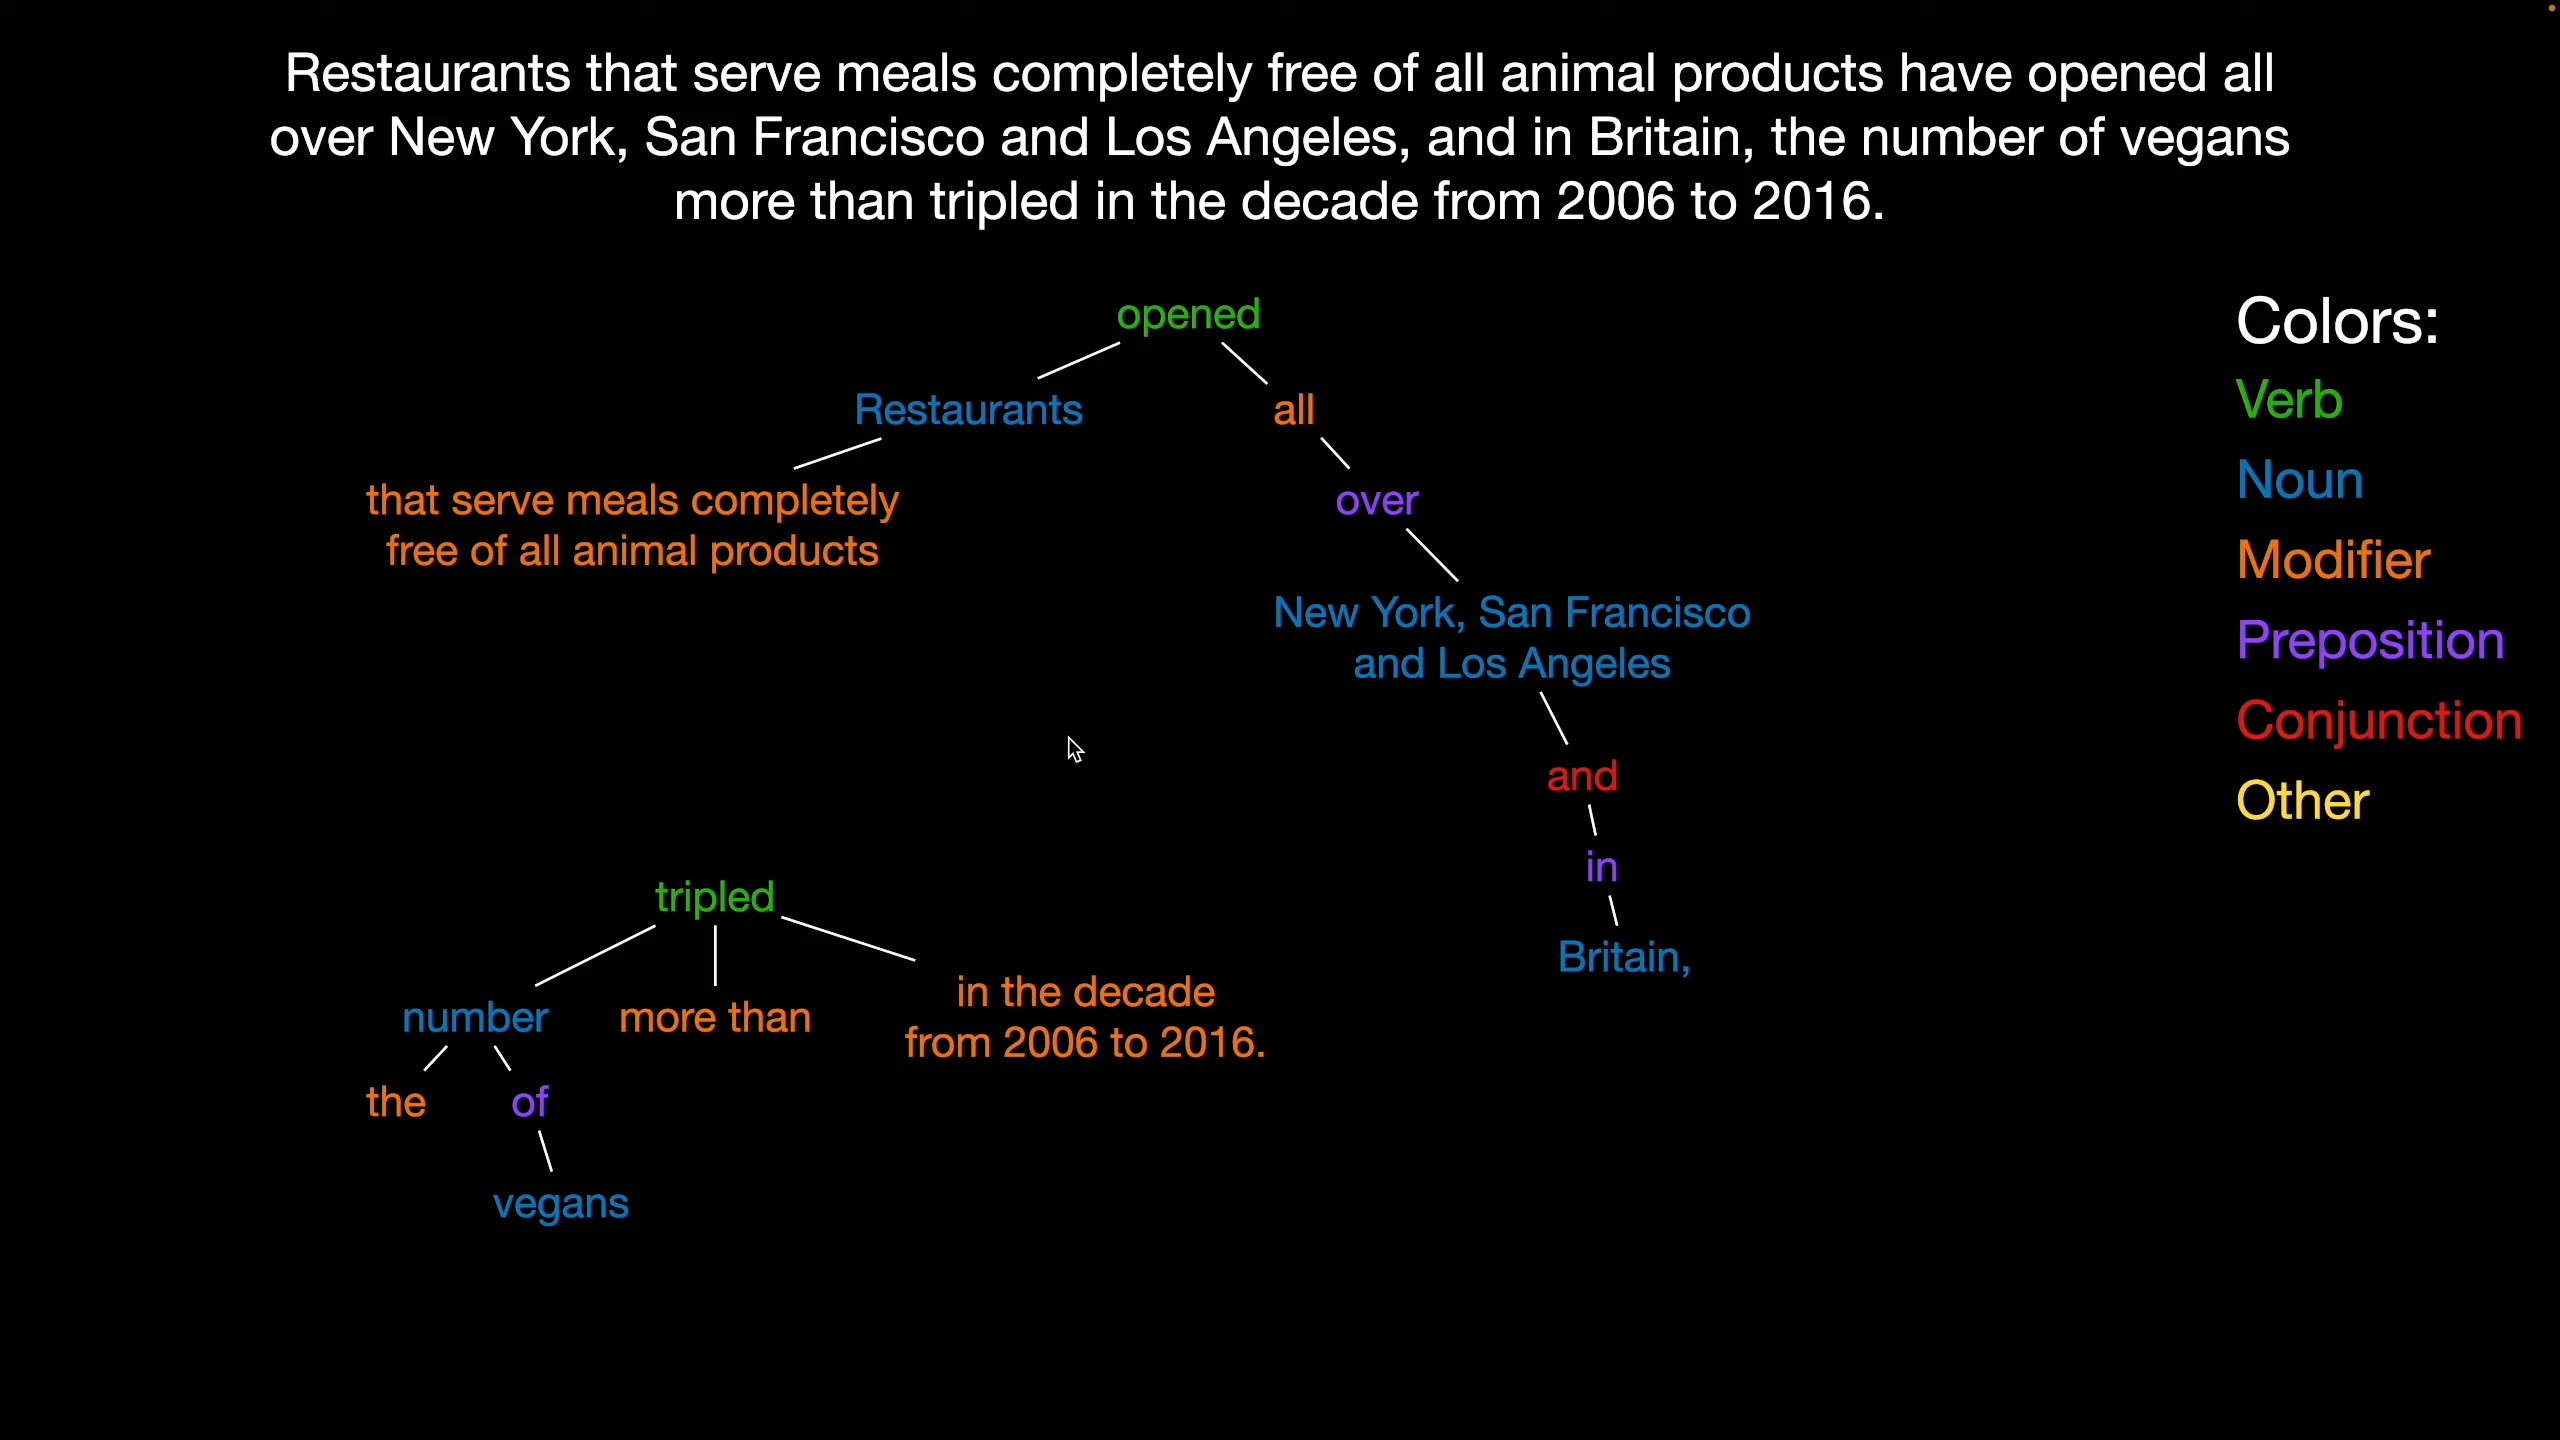 Restaurants that serve meals completely free of all animal products have opened all
over New York, San Francisco and Los Angeles, and in Britain, the number of vegans
more than tripled in the decade from 2006 to 2016.
opened
Restaurants
all
that serve meals completely
free of all animal products
over
New York, San Francisco
and Los Angeles
and
in
Britain,
tripled
number
more than
in the decade
from 2006 to 2016.
the
of
vegans
Colors:
Verb
Noun
Modifier
Preposition
Conjunction
Other